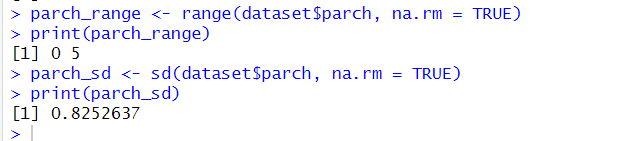 > parch_range <- range(dataset$parch, na.rm = TRUE)
> print(parch_range)
[1] 0 5
> parch_sd <- sd(dataset$parch, na.rm = TRUE)
> print(parch_sd)
[1] 0.8252637
>